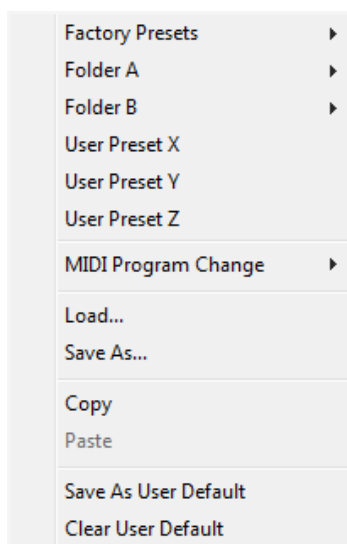 Factory Presets
Folder A
Folder B
User Preset X
User Preset Y
User Preset Z
MIDI Program Change
Load...
Save As...
Copy
Paste
Save As User Default
Clear User Default